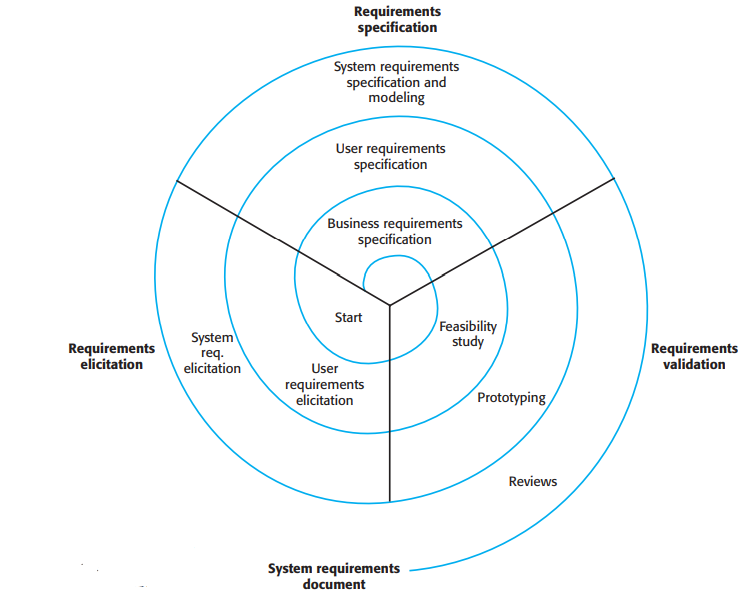 Requirements
specification
System requirements
specification and
modeling
User requirements
specification
Business requirements
specification
Start
Feasibility
study
System
req.
elicitation
Requirements
elicitation
Requirements
validation
User
requirements
elicitation
Prototyping
Reviews
System requirements
document